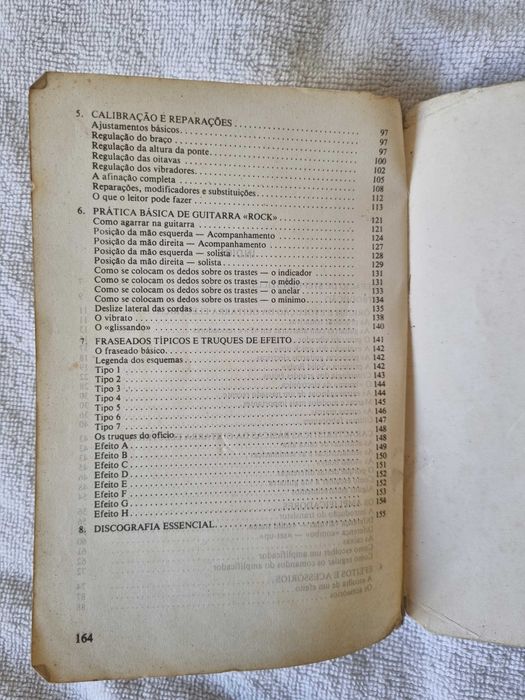 5. CALIBRAÇÃO E REPARAÇÕES 97
Ajustamentos básicos 97
Regulação do braço 97
Regulação da altura da ponte 100
Regulação das oitavas 102
Regulação dos vibradores 105
A afinação completa 108
Reparações, modificadores e substituições 112
O que o leitor pode fazer 113
6. PRÁTICA BÁSICA DE GUITARRA «ROCK» 121
Como agarrar na guitarra 121
Posição da mão esquerda — Acompanhamento 124
Posição da mão direita — Acompanhamento 127
Posição da mão esquerda — solista 128
Posição da mão direita — solista 129
Como se colocam os dedos sobre os trastes — o indicador 131
Como se colocam os dedos sobre os trastes — o médio 131
Como se colocam os dedos sobre os trastes — o anelar 133
Como se colocam os dedos sobre os trastes — o mínimo 134
Deslize lateral das cordas 135
O vibrato 138
O «glissando» 140
7. FRASEADOS TÍPICOS E TRUQUES DE EFEITO 141
O fraseado básico 142
Legenda dos esquemas 142
Tipo 1 142
Tipo 2 143
Tipo 3 144
Tipo 4 144
Tipo 5 145
Tipo 6 146
Tipo 7 147
Os truques do ofício 148
Efeito A 148
Efeito B 149
Efeito C 150
Efeito D 151
Efeito E 152
Efeito F 152
Efeito G 153
Efeito H 154
8. DISCOGRAFIA ESSENCIAL 155
164